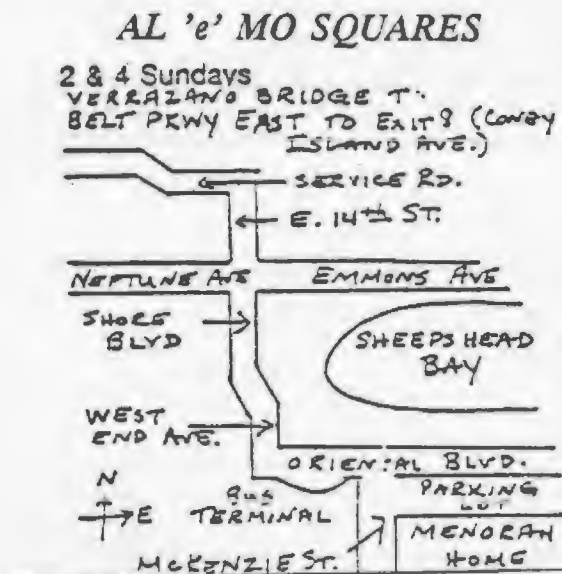 AL 'e' MO SQUARES
2 & 4 Sundays
VERRAZANO BRIDGE T
BELT PKWY EAST TO EXIT 8 (CONEY
ISLAND AVE.)
SERVICE RD.
E. 14th ST.
NEPTUNE AVE EMMONS AVE
SHORE
BLVD
SHEEPSHEAD
BAY
WEST
END AVE.
ORIENTAL BLVD.
N
E
BUS
TERMINAL
PARKING
LOT
MENORAH
HOME
MCKENZIE ST.